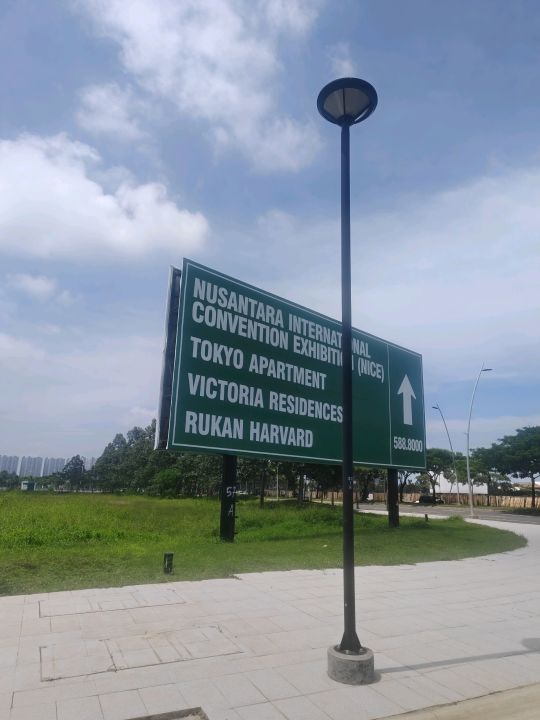 NUSANTARA INTERNATIONAL
CONVENTION EXHIBITION (NICE)
TOKYO APARTMENT
VICTORIA RESIDENCES
RUKAN HARVARD
588.8000